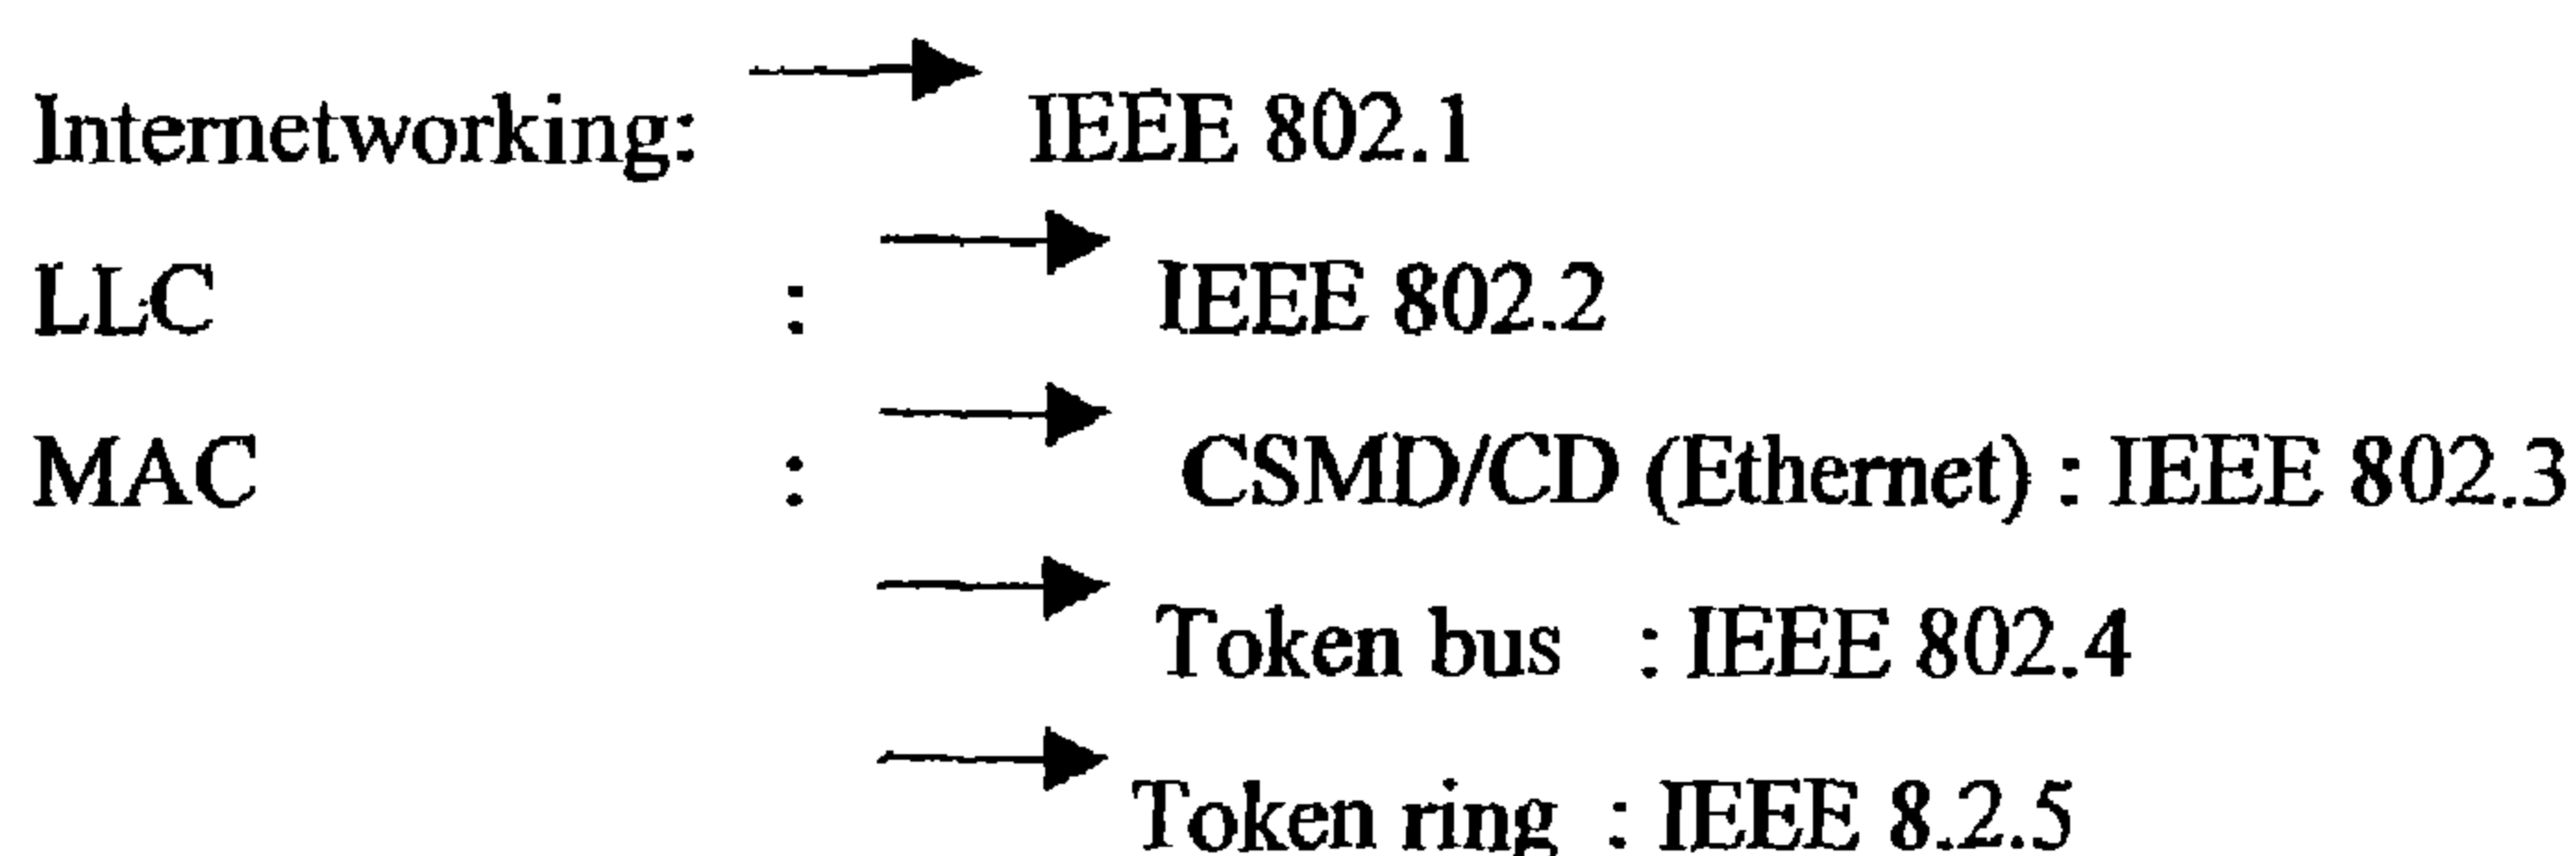 Internetworking: IEEE 802.1
LLC : IEEE 802.2
MAC : CSMD/CD (Ethernet) : IEEE 802.3
Token bus : IEEE 802.4
Token ring : IEEE 8.2.5